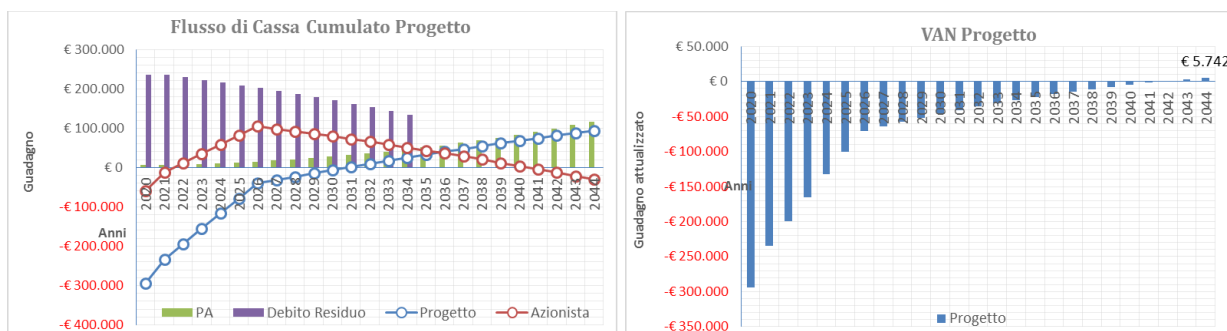 Flusso di Cassa Cumulato Progetto
€ 300.000
€ 200.000
€ 100.000
€ 0
-€ 100.000
-€ 200.000
-€ 300.000
-€ 400.000
Guadagno
Anni
2020 2021 2022 2023 2024 2025 2026 2027 2028 2029 2030 2031 2032 2033 2034 2035 2036 2037 2038 2039 2040 2041 2042 2043 2044
PA Debito Residuo Progetto Azionista
VAN Progetto
€ 50.000
€ 0
-€ 50.000
-€ 100.000
-€ 150.000
-€ 200.000
-€ 250.000
-€ 300.000
-€ 350.000
Guadagno attualizzato
Anni
€ 5.742
2020 2021 2022 2023 2024 2025 2026 2027 2028 2029 2030 2031 2032 2033 2034 2035 2036 2037 2038 2039 2040 2041 2042 2043 2044
Progetto